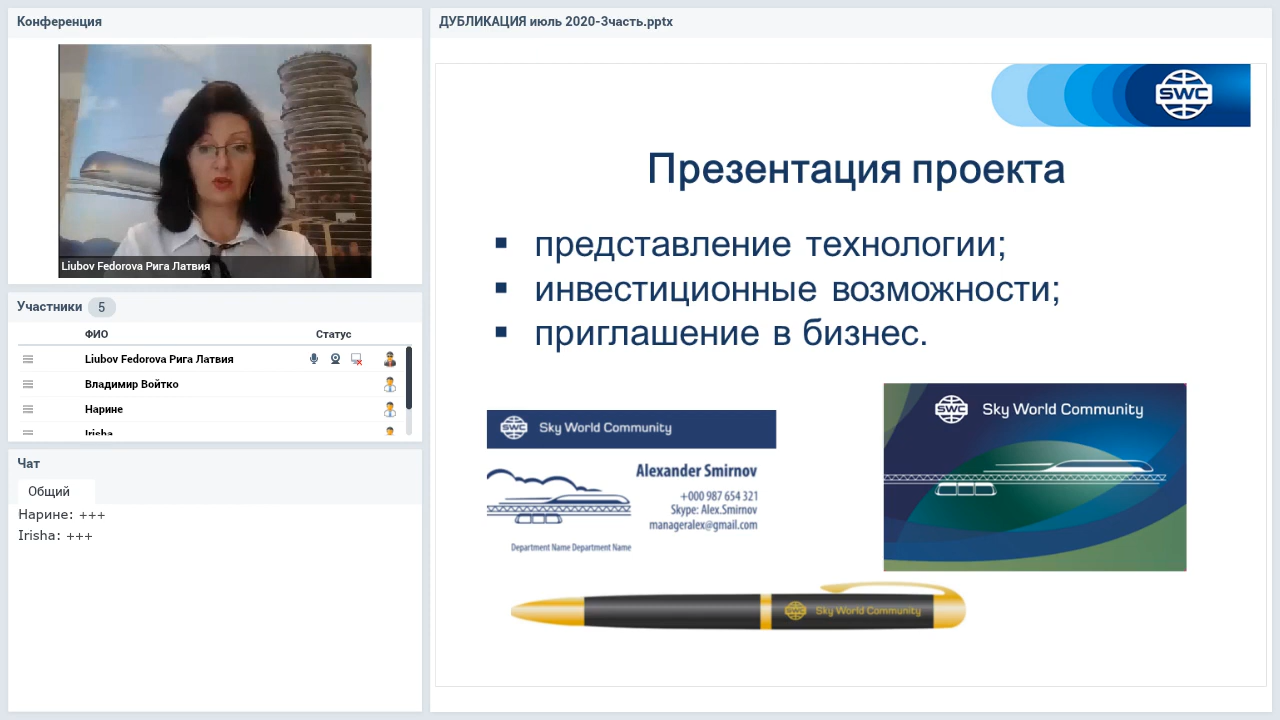 Конференция
Liubov Fedorova Рига Латвия
Участники 5
ФИО Статус
Liubov Fedorova Рига Латвия
Владимир Войтко
Нарине
Irisha
Чат
Общий
Нарине: +++
Irisha: +++
ДУБЛИКАЦИЯ июль 2020-3часть.pptx
SWC
Презентация проекта
▪ представление технологии;
▪ инвестиционные возможности;
▪ приглашение в бизнес.
SWC Sky World Community
Alexander Smirnov
+000 987 654 321
Skype: Alex.Smirnov
manageralex@gmail.com
Department Name Department Name
SWC Sky World Community
SWC Sky World Community